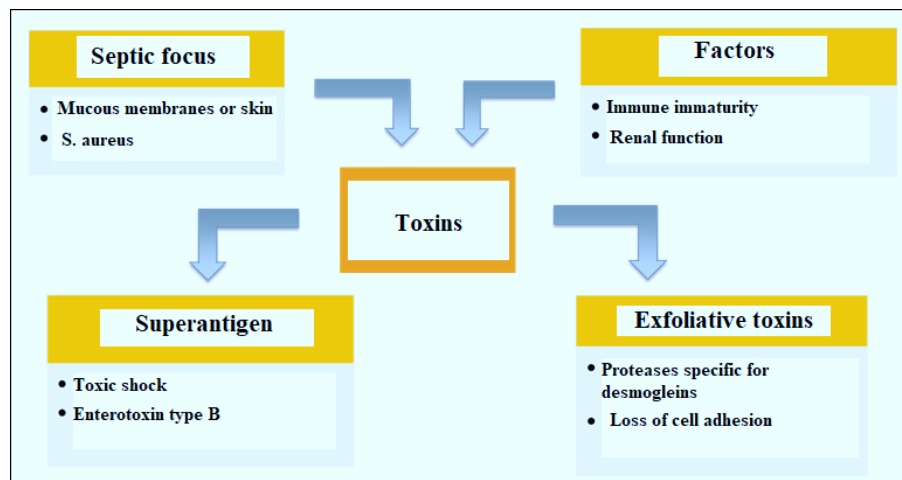 Septic focus
• Mucous membranes or skin
• S. aureus
Factors
• Immune immaturity
• Renal function
Toxins
Superantigen
• Toxic shock
• Enterotoxin type B
Exfoliative toxins
• Proteases specific for
desmogleins
• Loss of cell adhesion